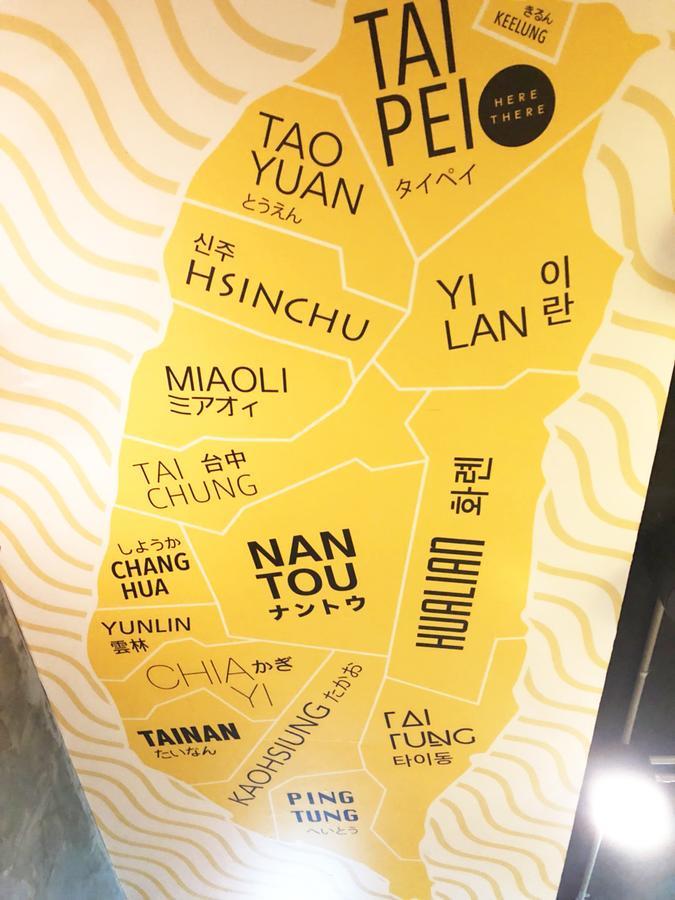 TAI
PEI
タイペイ
HERE
THERE
きるん
KEELUNG
TAO
YUAN
とうえん
신주
HSINCHU
YI
LAN
이
란
MIAOLI
ミアオィ
TAI
CHUNG
台中
화롄
HUALIAN
しようか
CHANG
HUA
NAN
TOU
ナントウ
YUNLIN
雲林
CHIA
YI
かぎ
TAINAN
たいなん
KAOHSIUNG たかお
TAI
TUNG
타이동
PING
TUNG
へいとう